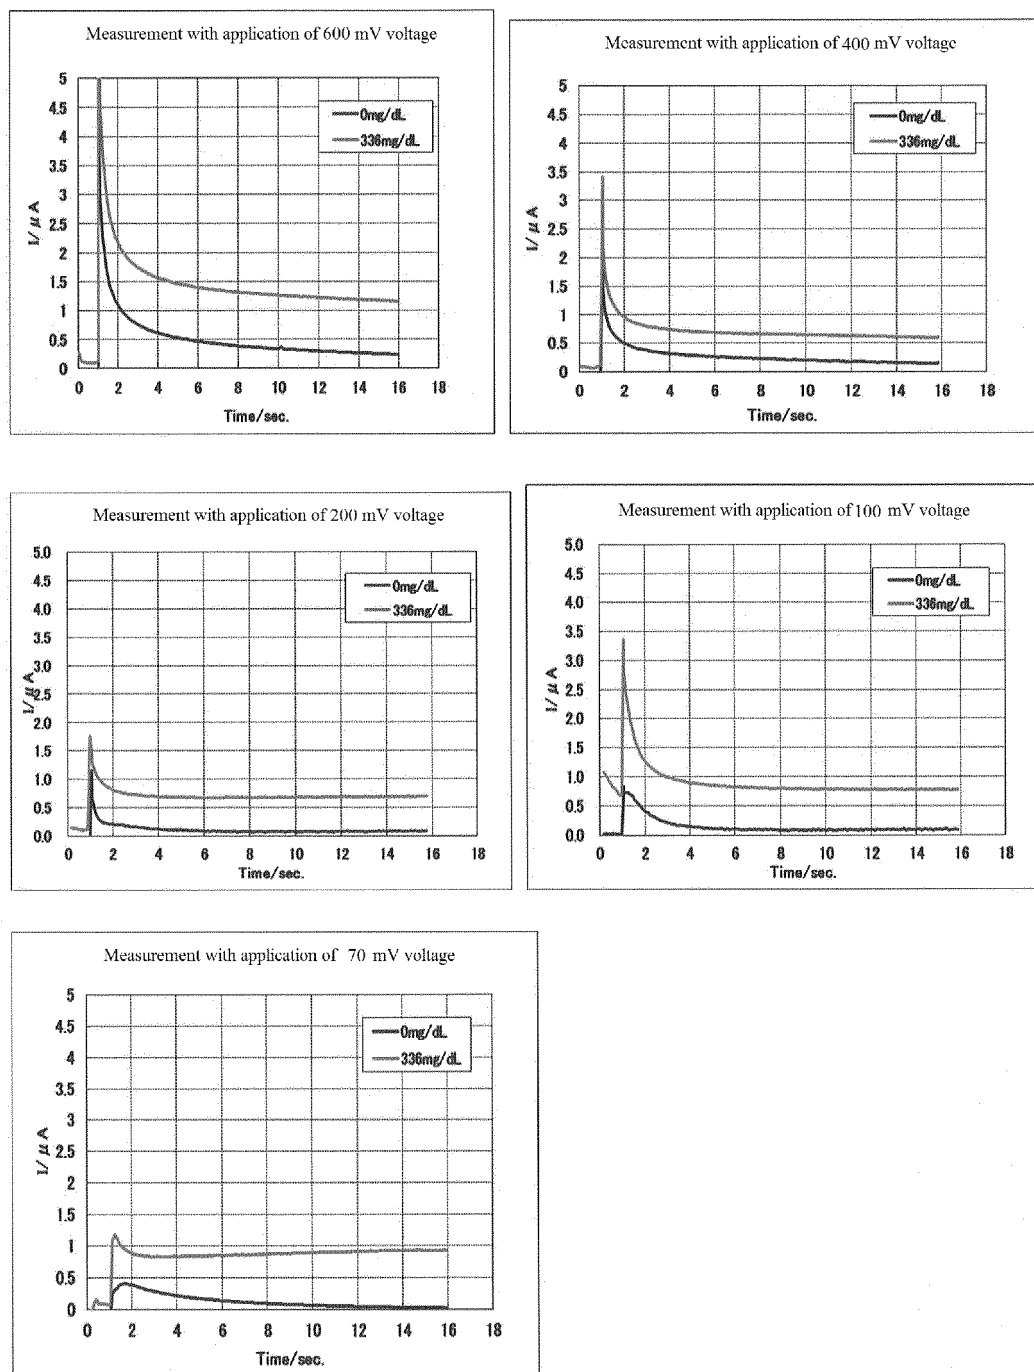 Measurement with application of 600 mV voltage
5
4.5
4
3.5
3
2.5
2
1.5
1
0.5
0
I/μA
0mg/dL
336mg/dL
0 2 4 6 8 10 12 14 16 18
Time/sec.
Measurement with application of 400 mV voltage
5
4.5
4
3.5
3
2.5
2
1.5
1
0.5
0
I/μA
0mg/dL
336mg/dL
0 2 4 6 8 10 12 14 16 18
Time/sec.
Measurement with application of 200 mV voltage
5.0
4.5
4.0
3.5
3.0
2.5
2.0
1.5
1.0
0.5
0.0
I/μA
0mg/dL
336mg/dL
0 2 4 6 8 10 12 14 16 18
Time/sec.
Measurement with application of 100 mV voltage
5.0
4.5
4.0
3.5
3.0
2.5
2.0
1.5
1.0
0.5
0.0
I/μA
0mg/dL
336mg/dL
0 2 4 6 8 10 12 14 16 18
Time/sec.
Measurement with application of 70 mV voltage
5
4.5
4
3.5
3
2.5
2
1.5
1
0.5
0
I/μA
0mg/dL
336mg/dL
0 2 4 6 8 10 12 14 16 18
Time/sec.